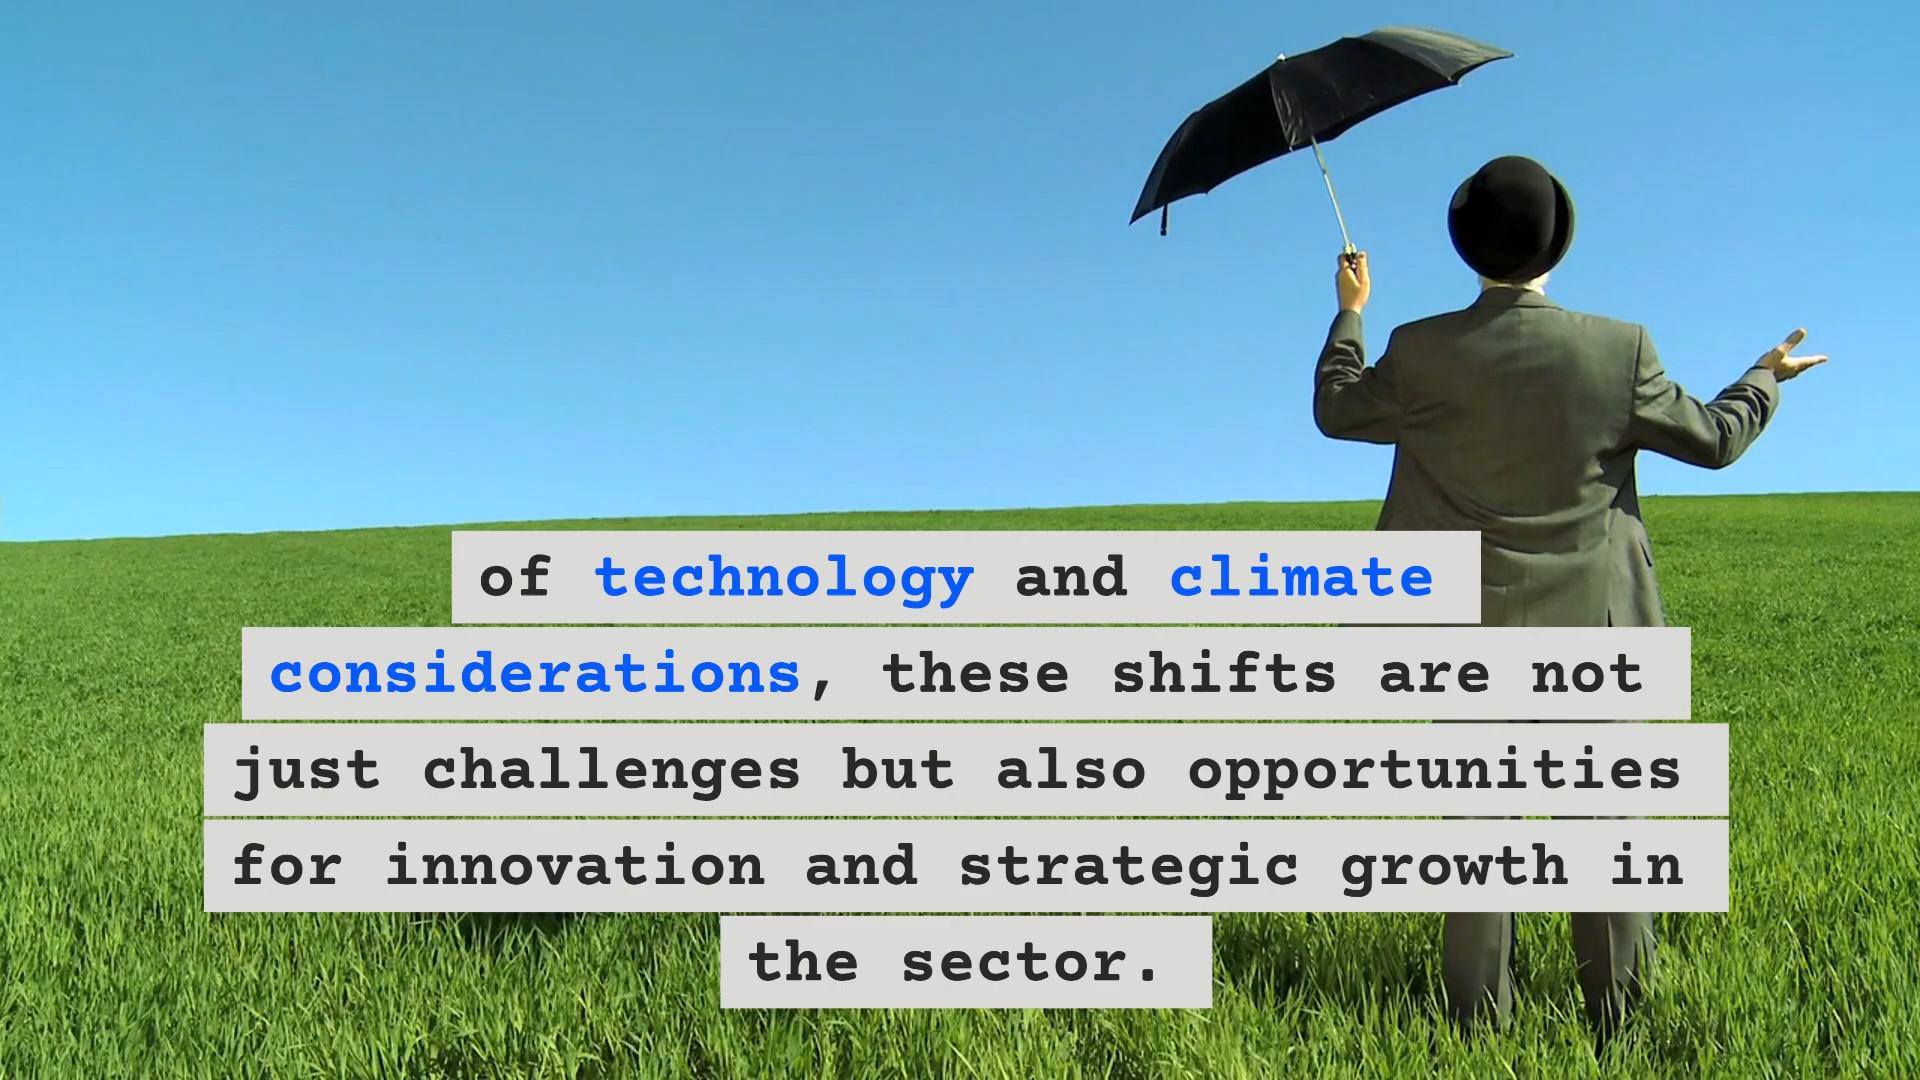 of technology and climate
considerations, these shifts are not
just challenges but also opportunities
for innovation and strategic growth in
the sector.